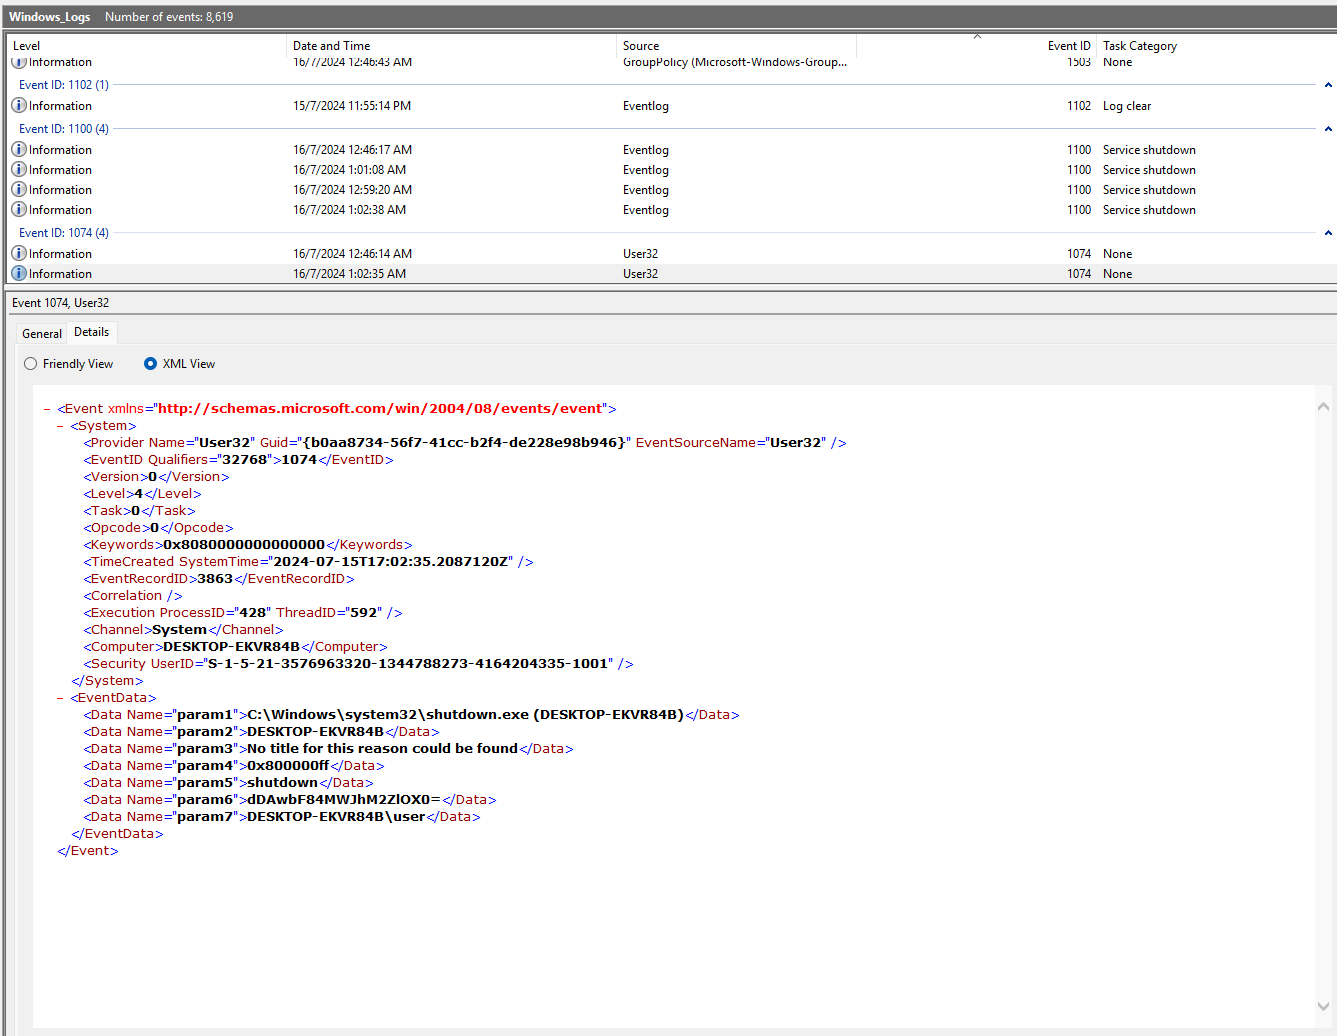 Windows_Logs Number of events: 8,619
Level Date and Time Source Event ID Task Category
Information 16/7/2024 12:46:43 AM GroupPolicy (Microsoft-Windows-Group... 1503 None
Event ID: 1102 (1)
Information 15/7/2024 11:55:14 PM Eventlog 1102 Log clear
Event ID: 1100 (4)
Information 16/7/2024 12:46:17 AM Eventlog 1100 Service shutdown
Information 16/7/2024 1:01:08 AM Eventlog 1100 Service shutdown
Information 16/7/2024 12:59:20 AM Eventlog 1100 Service shutdown
Information 16/7/2024 1:02:38 AM Eventlog 1100 Service shutdown
Event ID: 1074 (4)
Information 16/7/2024 12:46:14 AM User32 1074 None
Information 16/7/2024 1:02:35 AM User32 1074 None
Event 1074, User32
General Details
Friendly View XML View
- <Event xmlns="http://schemas.microsoft.com/win/2004/08/events/event">
- <System>
<Provider Name="User32" Guid="{b0aa8734-56f7-41cc-b2f4-de228e98b946}" EventSourceName="User32" />
<EventID Qualifiers="32768">1074</EventID>
<Version>0</Version>
<Level>4</Level>
<Task>0</Task>
<Opcode>0</Opcode>
<Keywords>0x8080000000000000</Keywords>
<TimeCreated SystemTime="2024-07-15T17:02:35.2087120Z" />
<EventRecordID>3863</EventRecordID>
<Correlation />
<Execution ProcessID="428" ThreadID="592" />
<Channel>System</Channel>
<Computer>DESKTOP-EKVR84B</Computer>
<Security UserID="S-1-5-21-3576963320-1344788273-4164204335-1001" />
</System>
- <EventData>
<Data Name="param1">C:\Windows\system32\shutdown.exe (DESKTOP-EKVR84B)</Data>
<Data Name="param2">DESKTOP-EKVR84B</Data>
<Data Name="param3">No title for this reason could be found</Data>
<Data Name="param4">0x800000ff</Data>
<Data Name="param5">shutdown</Data>
<Data Name="param6">dDAwbF84MWJhM2ZlOX0=</Data>
<Data Name="param7">DESKTOP-EKVR84B\user</Data>
</EventData>
</Event>